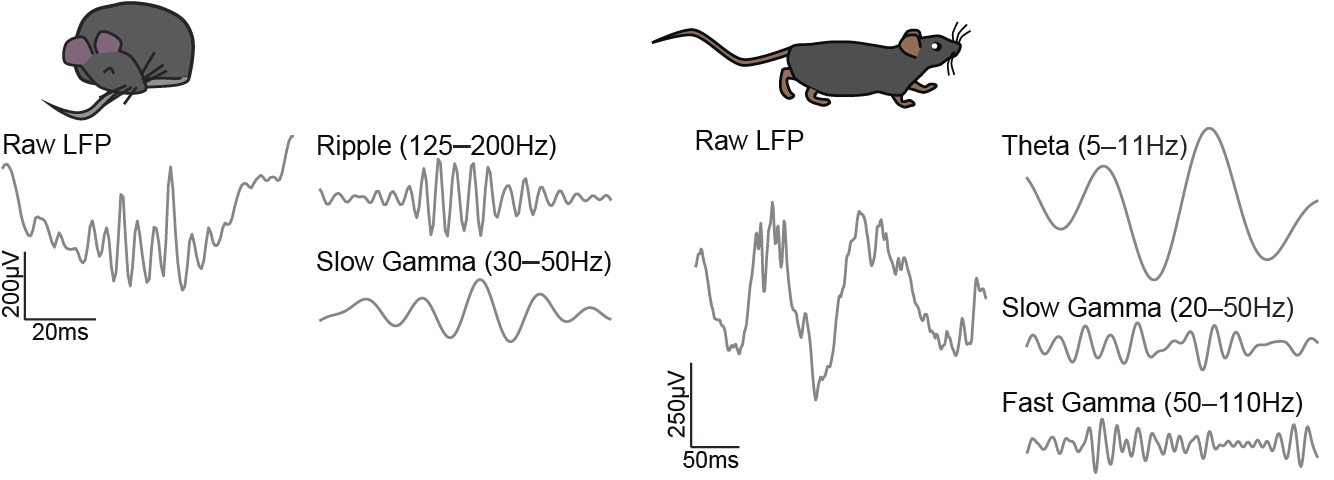 Raw LFP
Ripple (125–200Hz)
Slow Gamma (30–50Hz)
200µV
20ms
Raw LFP
Theta (5–11Hz)
Slow Gamma (20–50Hz)
Fast Gamma (50–110Hz)
250µV
50ms